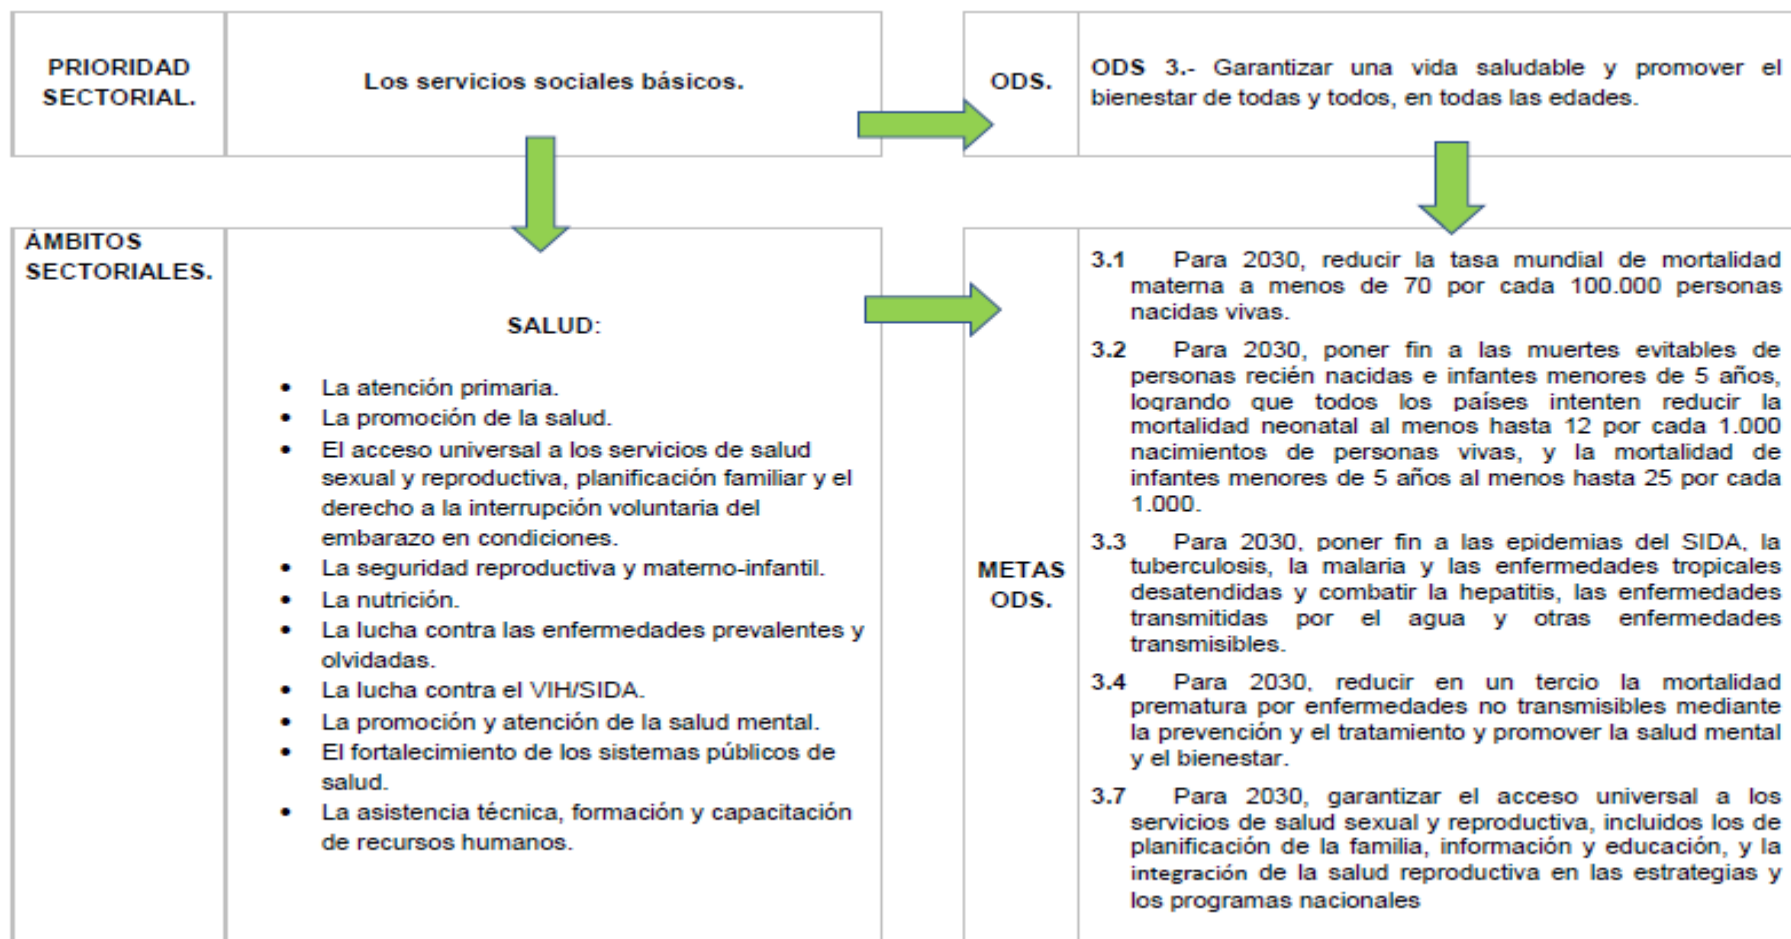 PRIORIDAD
SECTORIAL.
Los servicios sociales básicos.
ODS.
ODS 3.- Garantizar una vida saludable y promover el
bienestar de todas y todos, en todas las edades.
ÁMBITOS
SECTORIALES.
SALUD:
• La atención primaria.
• La promoción de la salud.
• El acceso universal a los servicios de salud
sexual y reproductiva, planificación familiar y el
derecho a la interrupción voluntaria del
embarazo en condiciones.
• La seguridad reproductiva y materno-infantil.
• La nutrición.
• La lucha contra las enfermedades prevalentes y
olvidadas.
• La lucha contra el VIH/SIDA.
• La promoción y atención de la salud mental.
• El fortalecimiento de los sistemas públicos de
salud.
• La asistencia técnica, formación y capacitación
de recursos humanos.
METAS
ODS.
3.1 Para 2030, reducir la tasa mundial de mortalidad
materna a menos de 70 por cada 100.000 personas
nacidas vivas.
3.2 Para 2030, poner fin a las muertes evitables de
personas recién nacidas e infantes menores de 5 años,
logrando que todos los países intenten reducir la
mortalidad neonatal al menos hasta 12 por cada 1.000
nacimientos de personas vivas, y la mortalidad de
infantes menores de 5 años al menos hasta 25 por cada
1.000.
3.3 Para 2030, poner fin a las epidemias del SIDA, la
tuberculosis, la malaria y las enfermedades tropicales
desatendidas y combatir la hepatitis, las enfermedades
transmitidas por el agua y otras enfermedades
transmisibles.
3.4 Para 2030, reducir en un tercio la mortalidad
prematura por enfermedades no transmisibles mediante
la prevención y el tratamiento y promover la salud mental
y el bienestar.
3.7 Para 2030, garantizar el acceso universal a los
servicios de salud sexual y reproductiva, incluidos los de
planificación de la familia, información y educación, y la
integración de la salud reproductiva en las estrategias y
los programas nacionales